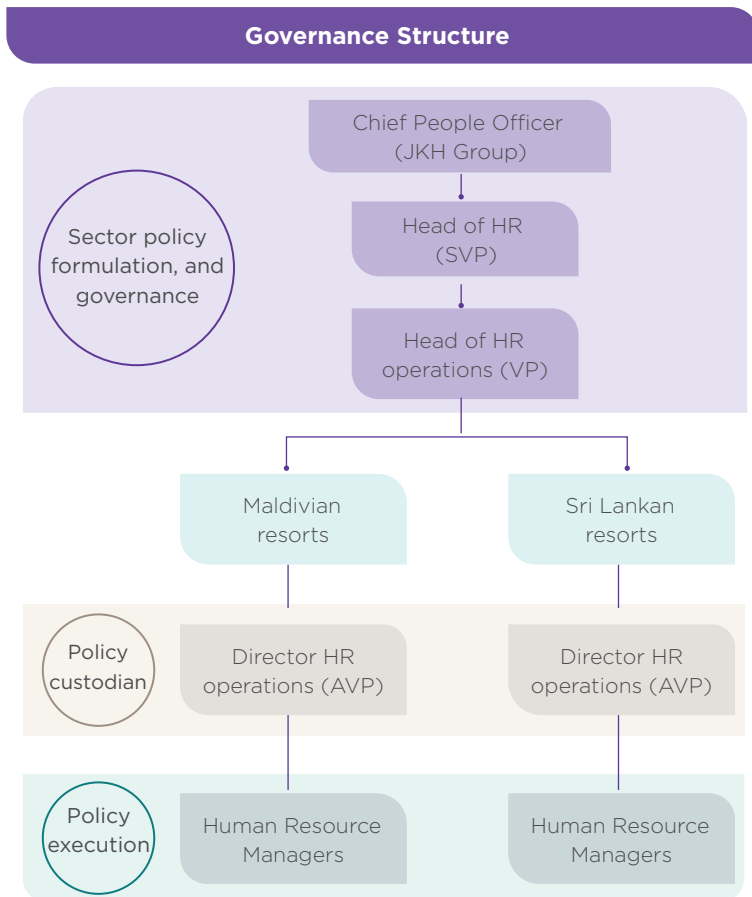 Governance Structure
Chief People Officer
(JKH Group)
Sector policy
formulation, and
governance
Head of HR
(SVP)
Head of HR
operations (VP)
Maldivian
resorts
Sri Lankan
resorts
Policy
custodian
Director HR
operations (AVP)
Director HR
operations (AVP)
Policy
execution
Human Resource
Managers
Human Resource
Managers